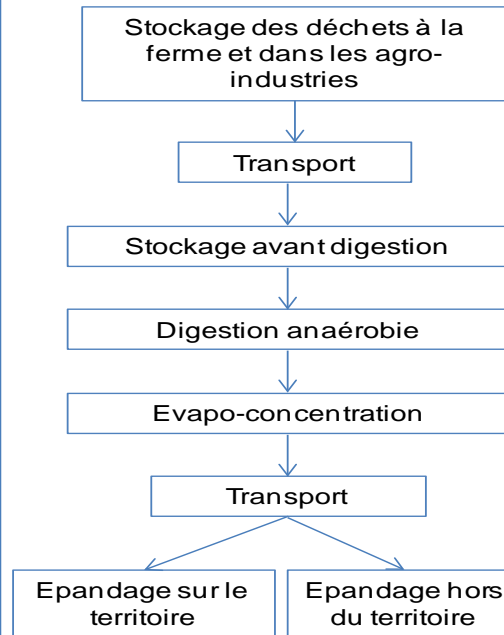 Stockage des déchets à la
ferme et dans les agro-
industries
Transport
Stockage avant digestion
Digestion anaérobie
Evapo-concentration
Transport
Epandage sur le
territoire
Epandage hors
du territoire